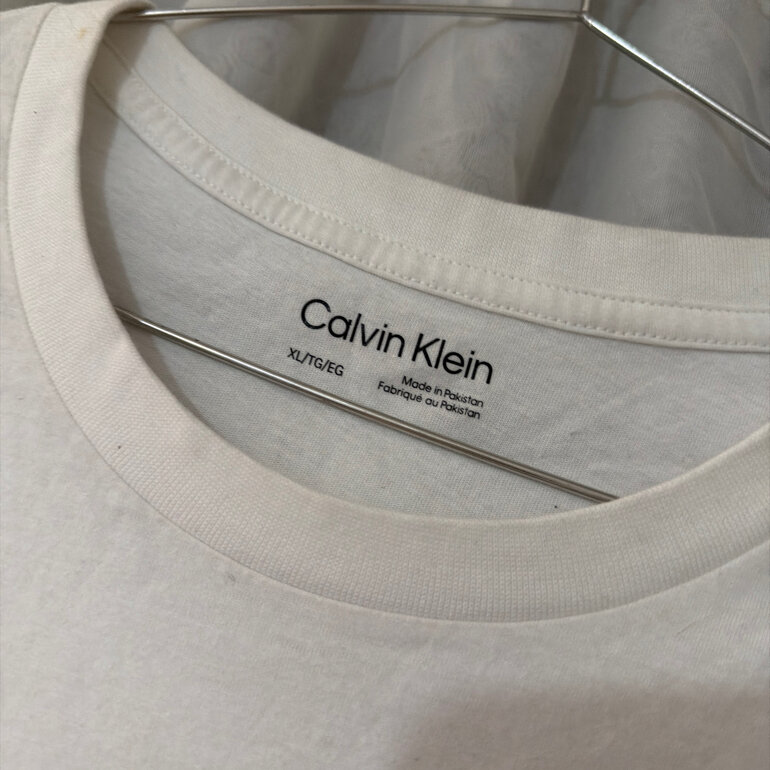 Calvin Klein
XL/TG/EG
Made in Pakistan
Fabriqué au Pakistan